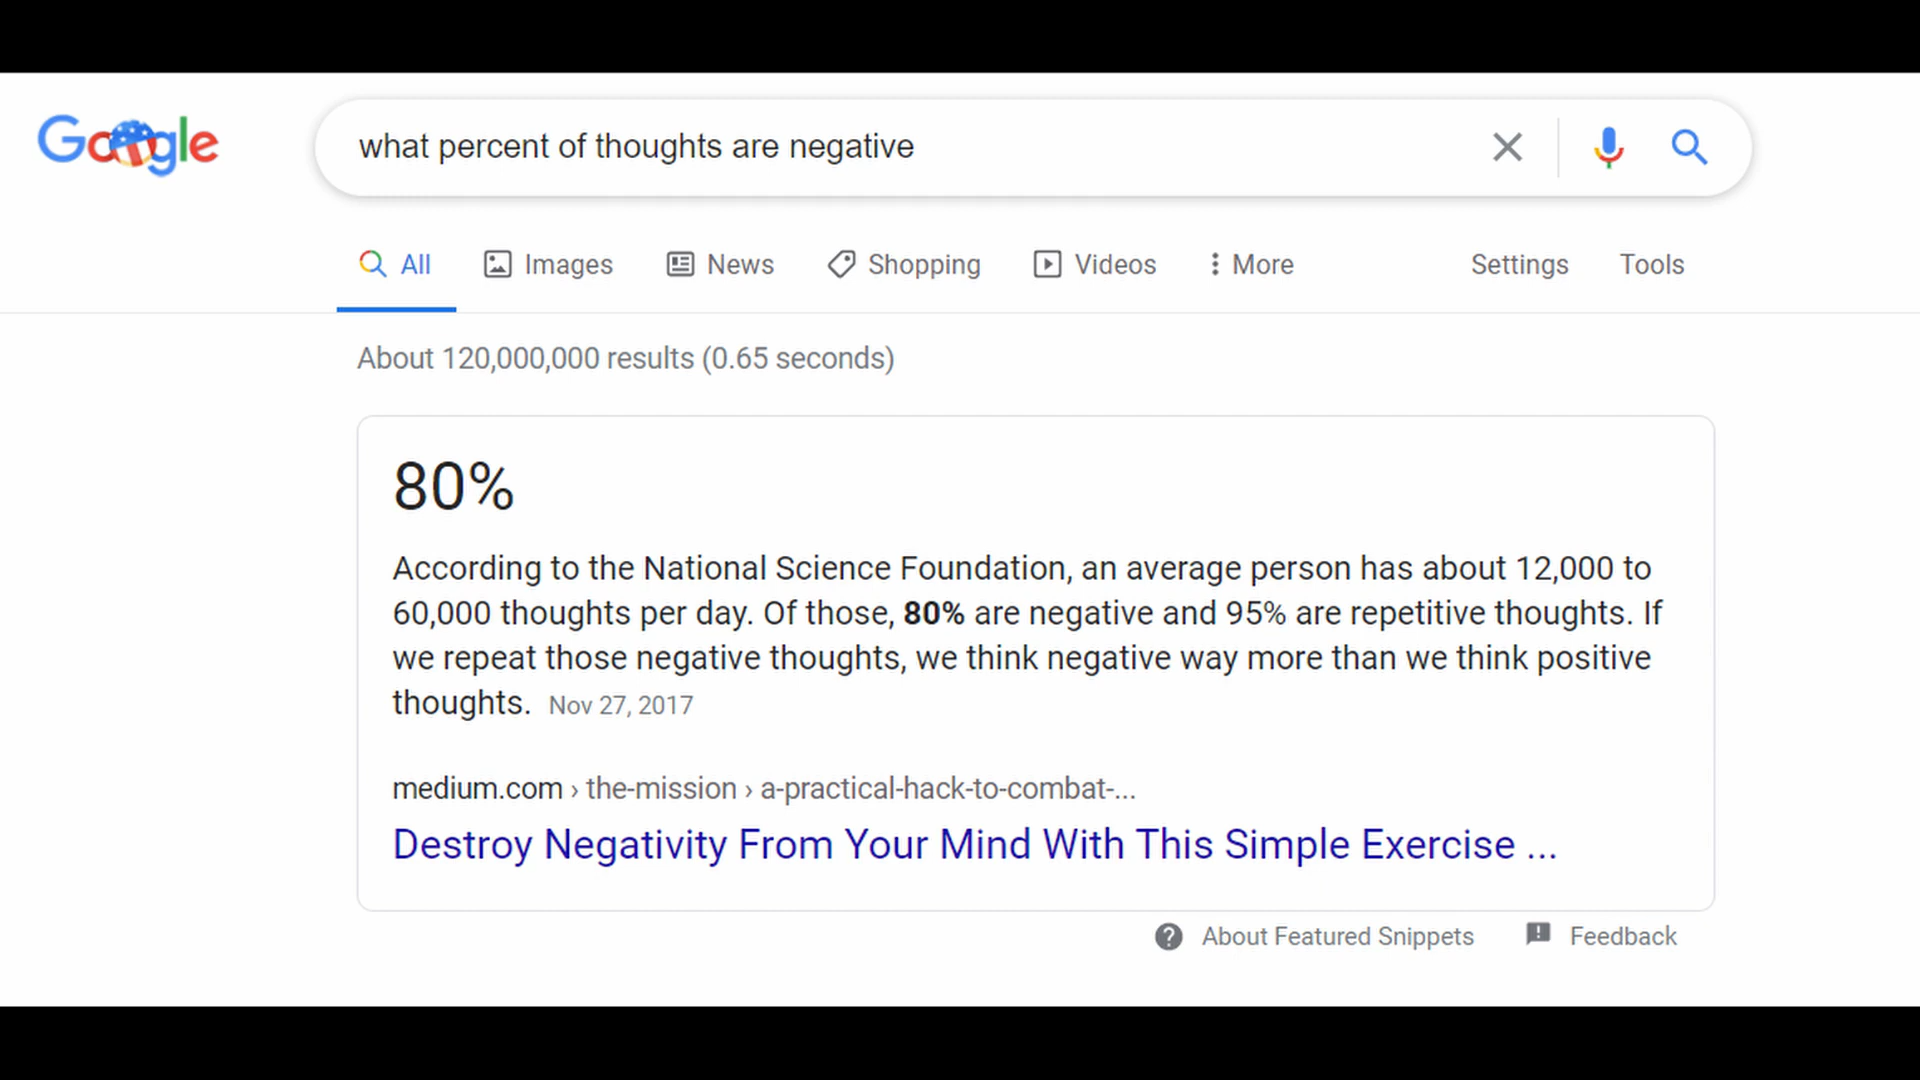 Google
what percent of thoughts are negative
All Images News Shopping Videos More Settings Tools
About 120,000,000 results (0.65 seconds)
80%
According to the National Science Foundation, an average person has about 12,000 to
60,000 thoughts per day. Of those, 80% are negative and 95% are repetitive thoughts. If
we repeat those negative thoughts, we think negative way more than we think positive
thoughts. Nov 27, 2017
medium.com › the-mission › a-practical-hack-to-combat-...
Destroy Negativity From Your Mind With This Simple Exercise ...
About Featured Snippets Feedback